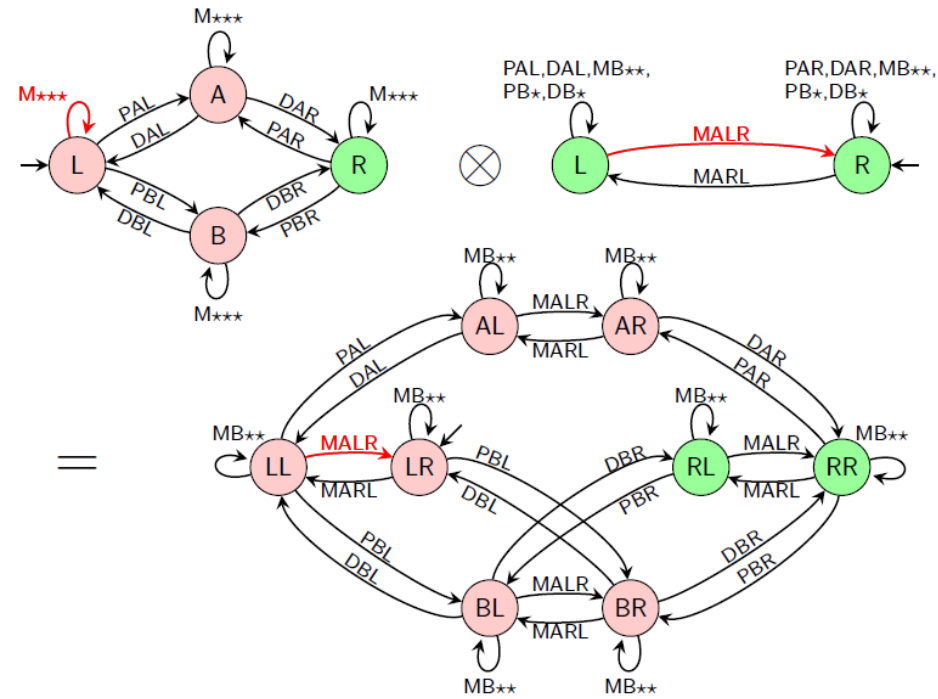 M⋆⋆⋆
M⋆⋆⋆
A
PAL
DAL
DAR
PAR
M⋆⋆⋆
L
R
PBL
DBL
DBR
PBR
B
M⋆⋆⋆
⊗
PAL,DAL,MB⋆⋆,
PB⋆,DB⋆
PAR,DAR,MB⋆⋆,
PB⋆,DB⋆
L
MALR
MARL
R
=
MB⋆⋆
MB⋆⋆
AL
MALR
MARL
AR
PAL
DAL
DAR
PAR
MB⋆⋆
MB⋆⋆
MB⋆⋆
LL
MALR
MARL
LR
PBL
DBL
DBR
PBR
RL
MALR
MARL
RR
MB⋆⋆
PBL
DBL
DBR
PBR
BL
MALR
MARL
BR
MB⋆⋆
MB⋆⋆